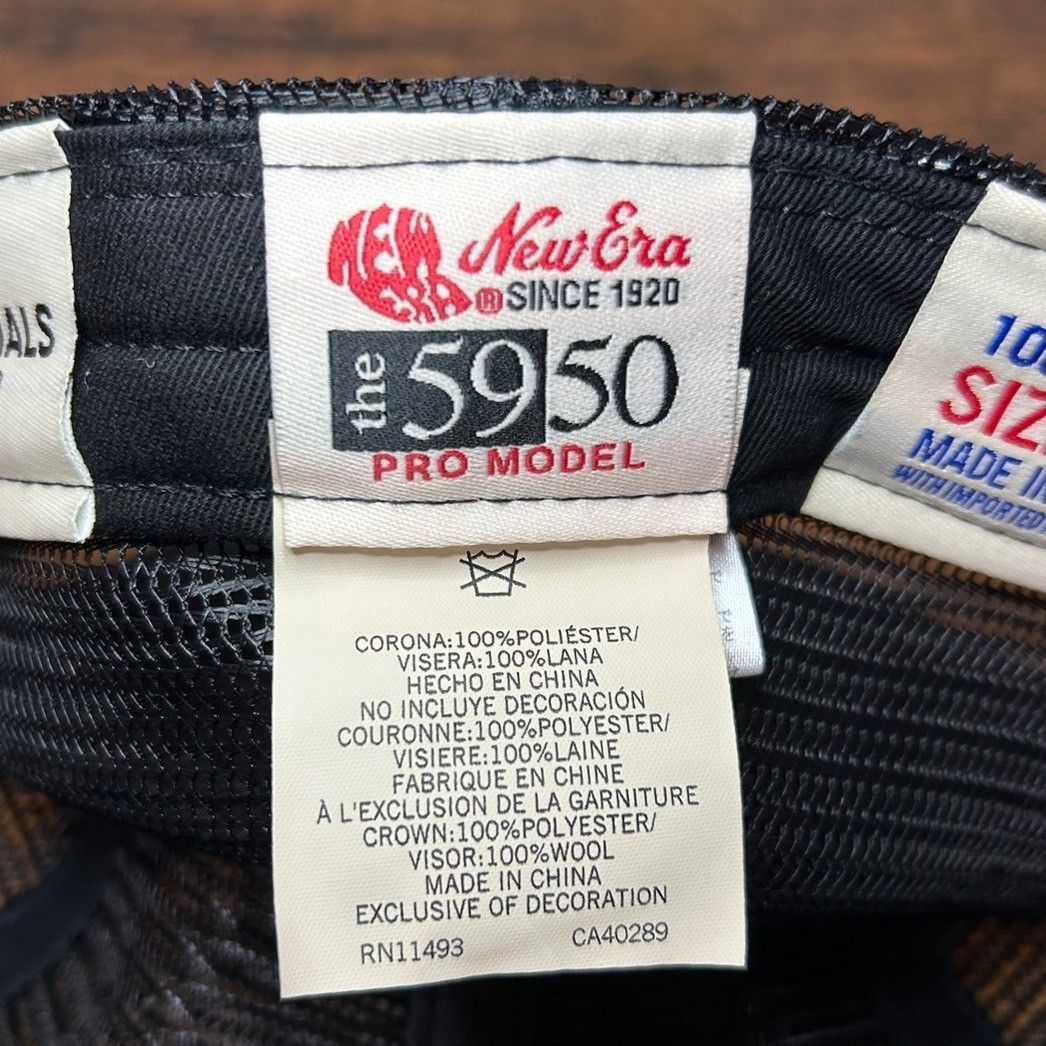 NEW ERA
New Era
® SINCE 1920
the 5950
PRO MODEL
CORONA:100%POLIÉSTER/
VISERA:100%LANA
HECHO EN CHINA
NO INCLUYE DECORACIÓN
COURONNE:100%POLYESTER/
VISIERE:100%LAINE
FABRIQUE EN CHINE
À L'EXCLUSION DE LA GARNITURE
CROWN:100%POLYESTER/
VISOR:100%WOOL
MADE IN CHINA
EXCLUSIVE OF DECORATION
RN11493 CA40289
IALS
10
SIZ
MADE IN
WITH IMPORTED